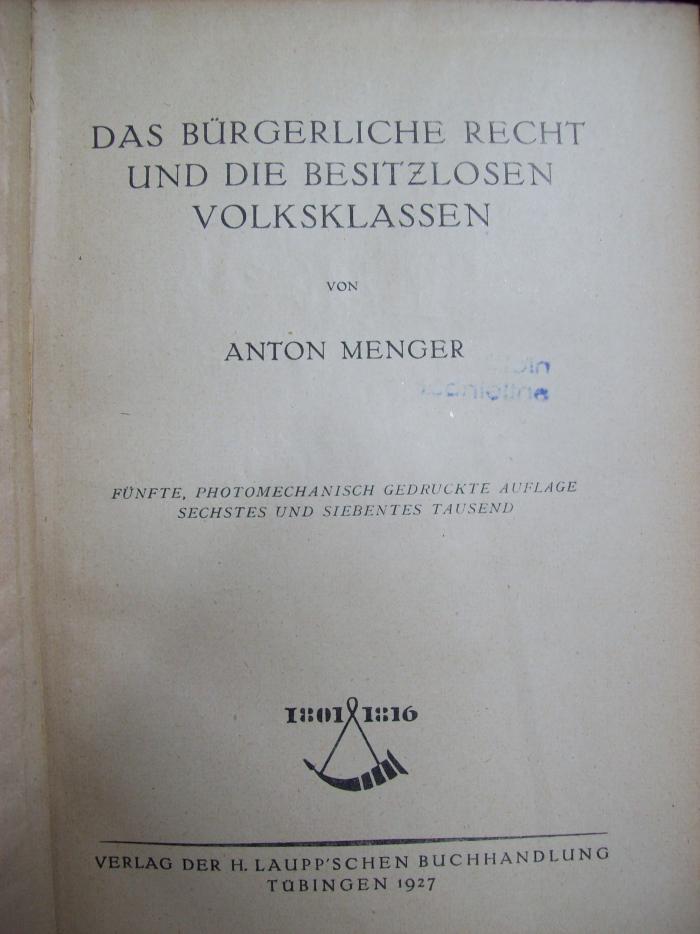 DAS BÜRGERLICHE RECHT
UND DIE BESITZLOSEN
VOLKSKLASSEN
VON
ANTON MENGER
FÜNFTE, PHOTOMECHANISCH GEDRUCKTE AUFLAGE
SECHSTES UND SIEBENTES TAUSEND
1801 1816
VERLAG DER H. LAUPP'SCHEN BUCHHANDLUNG
TÜBINGEN 1927